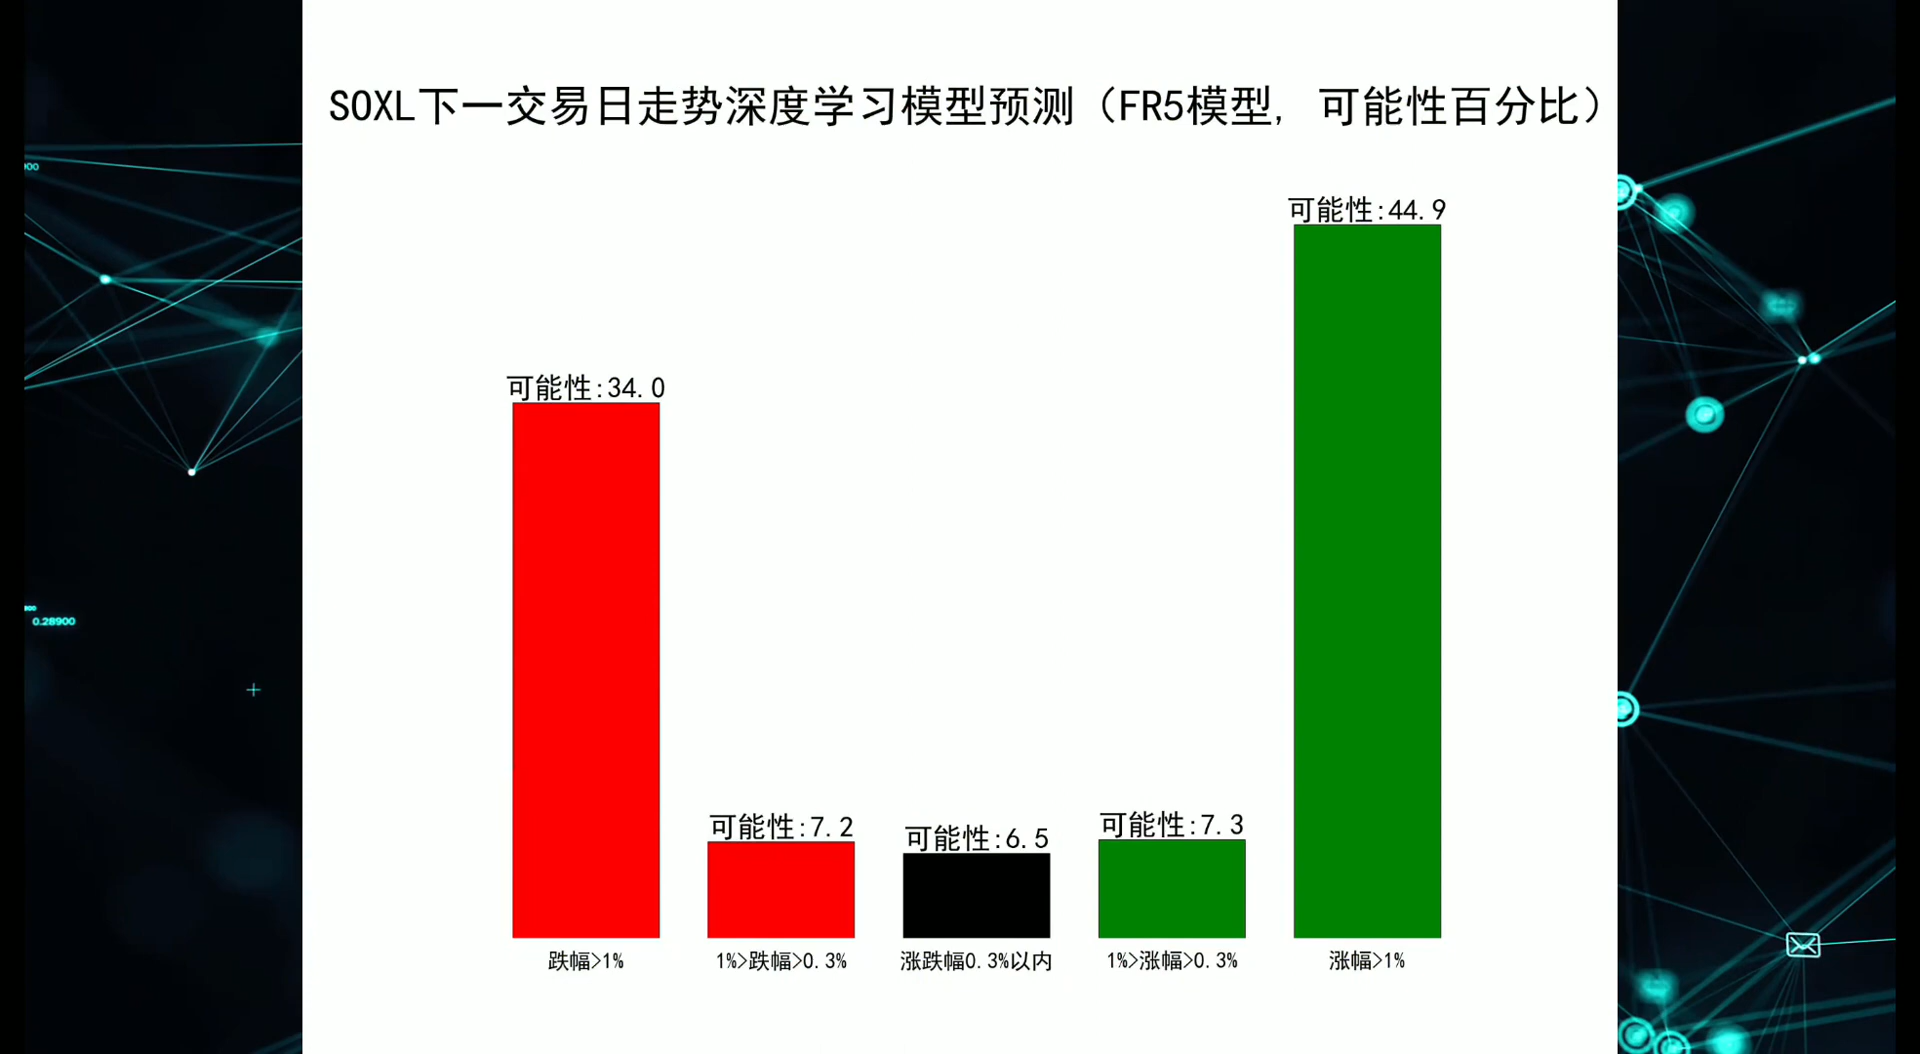 SOXL下一交易日走势深度学习模型预测（FR5模型, 可能性百分比）
可能性:44.9
可能性:34.0
可能性:7.2
可能性:6.5
可能性:7.3
跌幅>1%
1%>跌幅>0.3%
涨跌幅0.3%以内
1%>涨幅>0.3%
涨幅>1%
0.28900